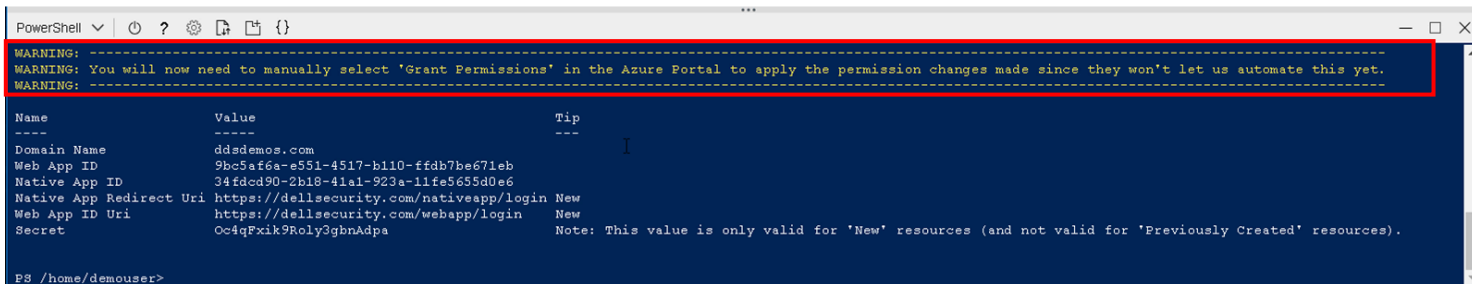 PowerShell
WARNING: ------------------------------------------------------------------------------------------------------------------------------------
WARNING: You will now need to manually select 'Grant Permissions' in the Azure Portal to apply the permission changes made since they won't let us automate this yet.
WARNING: ------------------------------------------------------------------------------------------------------------------------------------
Name Value Tip
---- ----- ---
Domain Name ddsdemos.com
Web App ID 9bc5af6a-e551-4517-b110-ffdb7be671eb
Native App ID 34fdcd90-2b18-41a1-923a-11fe5655d0e6
Native App Redirect Uri https://dellsecurity.com/nativeapp/login New
Web App ID Uri https://dellsecurity.com/webapp/login New
Secret Oc4qFxik9Roly3gbnAdpa Note: This value is only valid for 'New' resources (and not valid for 'Previously Created' resources).
PS /home/demouser>